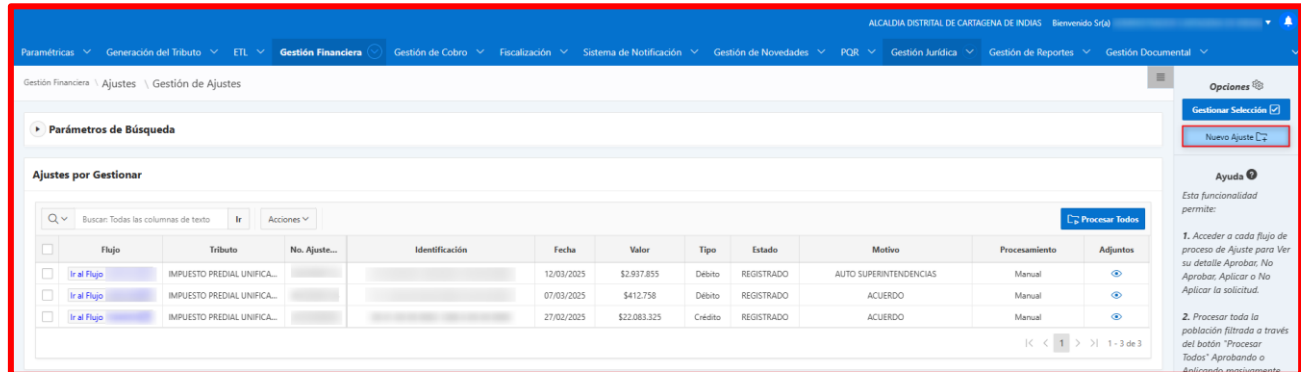 ALCALDIA DISTRITAL DE CARTAGENA DE INDIAS Bienvenido Sr(a)
Paramétricas Generación del Tributo ETL Gestión Financiera Gestión de Cobro Fiscalización Sistema de Notificación Gestión de Novedades PQR Gestión Jurídica Gestión de Reportes Gestión Documental
Gestión Financiera \ Ajustes \ Gestión de Ajustes
Opciones
Gestionar Selección
Nuevo Ajuste
Parámetros de Búsqueda
Ajustes por Gestionar
Buscar: Todas las columnas de texto Ir Acciones Procesar Todos
Flujo Tributo No. Ajuste... Identificación Fecha Valor Tipo Estado Motivo Procesamiento Adjuntos
Ir al Flujo IMPUESTO PREDIAL UNIFICA... 12/03/2025 $2.937.855 Débito REGISTRADO AUTO SUPERINTENDENCIAS Manual
Ir al Flujo IMPUESTO PREDIAL UNIFICA... 07/03/2025 $412.758 Débito REGISTRADO ACUERDO Manual
Ir al Flujo IMPUESTO PREDIAL UNIFICA... 27/02/2025 $22.083.325 Crédito REGISTRADO ACUERDO Manual
1 1 - 3 de 3
Ayuda
Esta funcionalidad
permite:
1. Acceder a cada flujo de
proceso de Ajuste para Ver
su detalle Aprobar, No
Aprobar, Aplicar o No
Aplicar la solicitud.
2. Procesar toda la
población filtrada a través
del botón "Procesar
Todos" Aprobando o
Aplicando masivamente